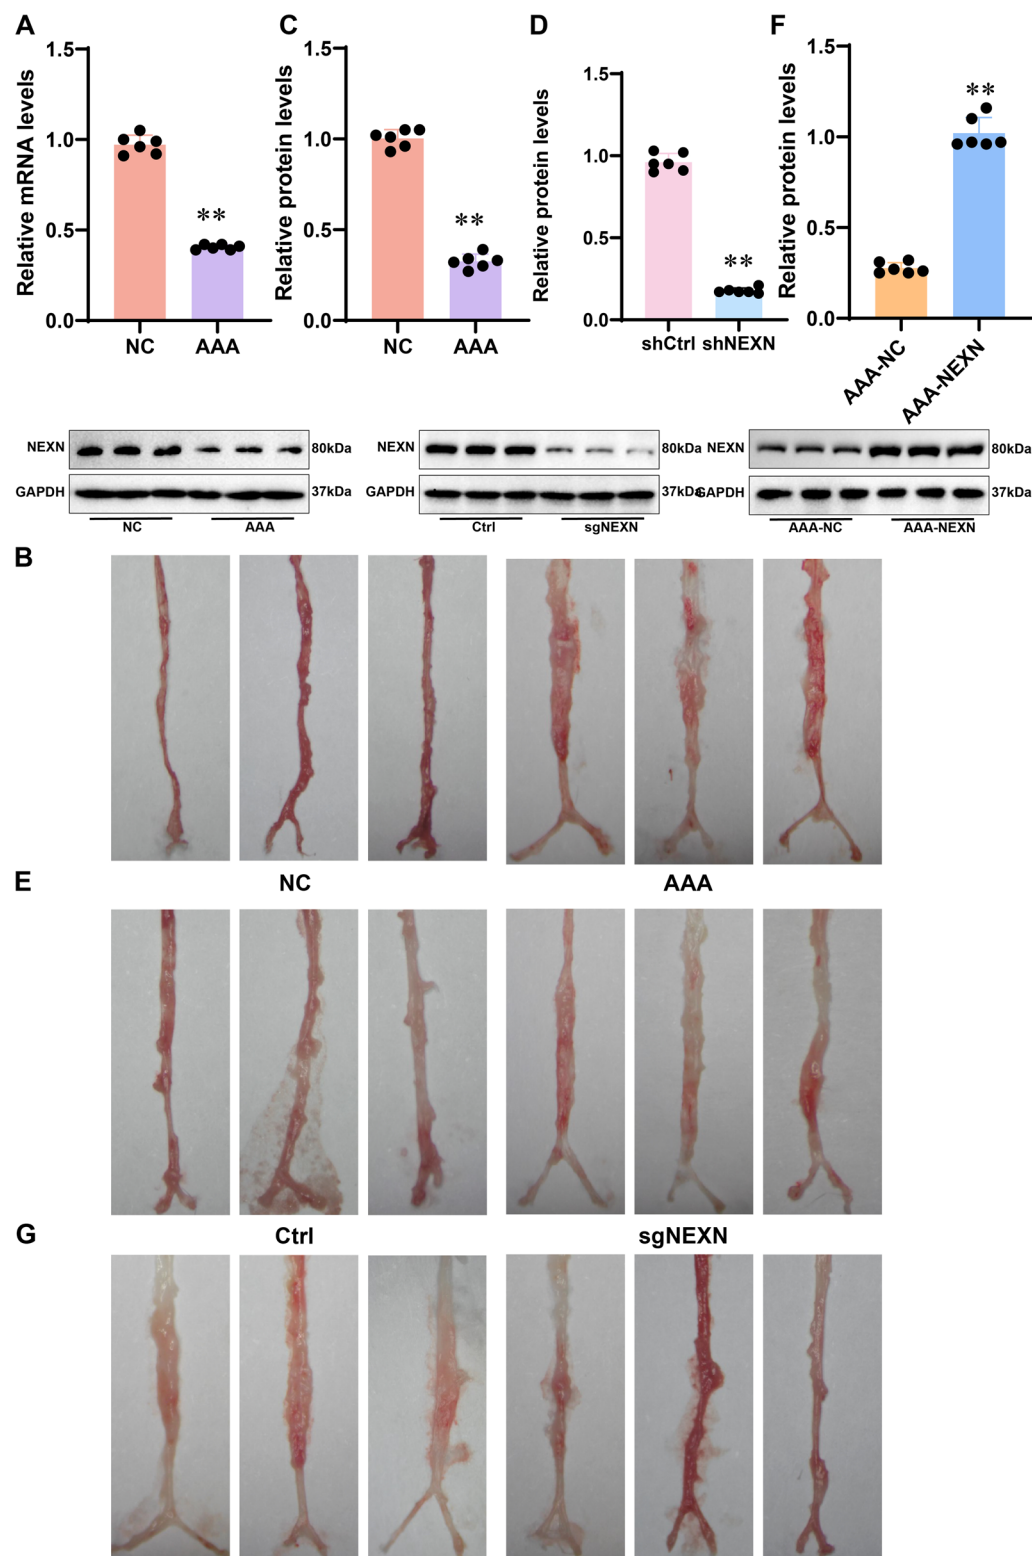 A
Relative mRNA levels
1.5
1.0
0.5
0.0
**
NC AAA
C
Relative protein levels
1.5
1.0
0.5
0.0
**
NC AAA
D
Relative protein levels
1.5
1.0
0.5
0.0
**
shCtrl shNEXN
F
Relative protein levels
1.5
1.0
0.5
0.0
**
AAA-NC
AAA-NEXN
NEXN 80kDa
GAPDH 37kDa
NC AAA
NEXN 80kDa
GAPDH 37kDa
Ctrl sgNEXN
NEXN 80kDa
GAPDH 37kDa
AAA-NC AAA-NEXN
B
NC AAA
E
Ctrl sgNEXN
G